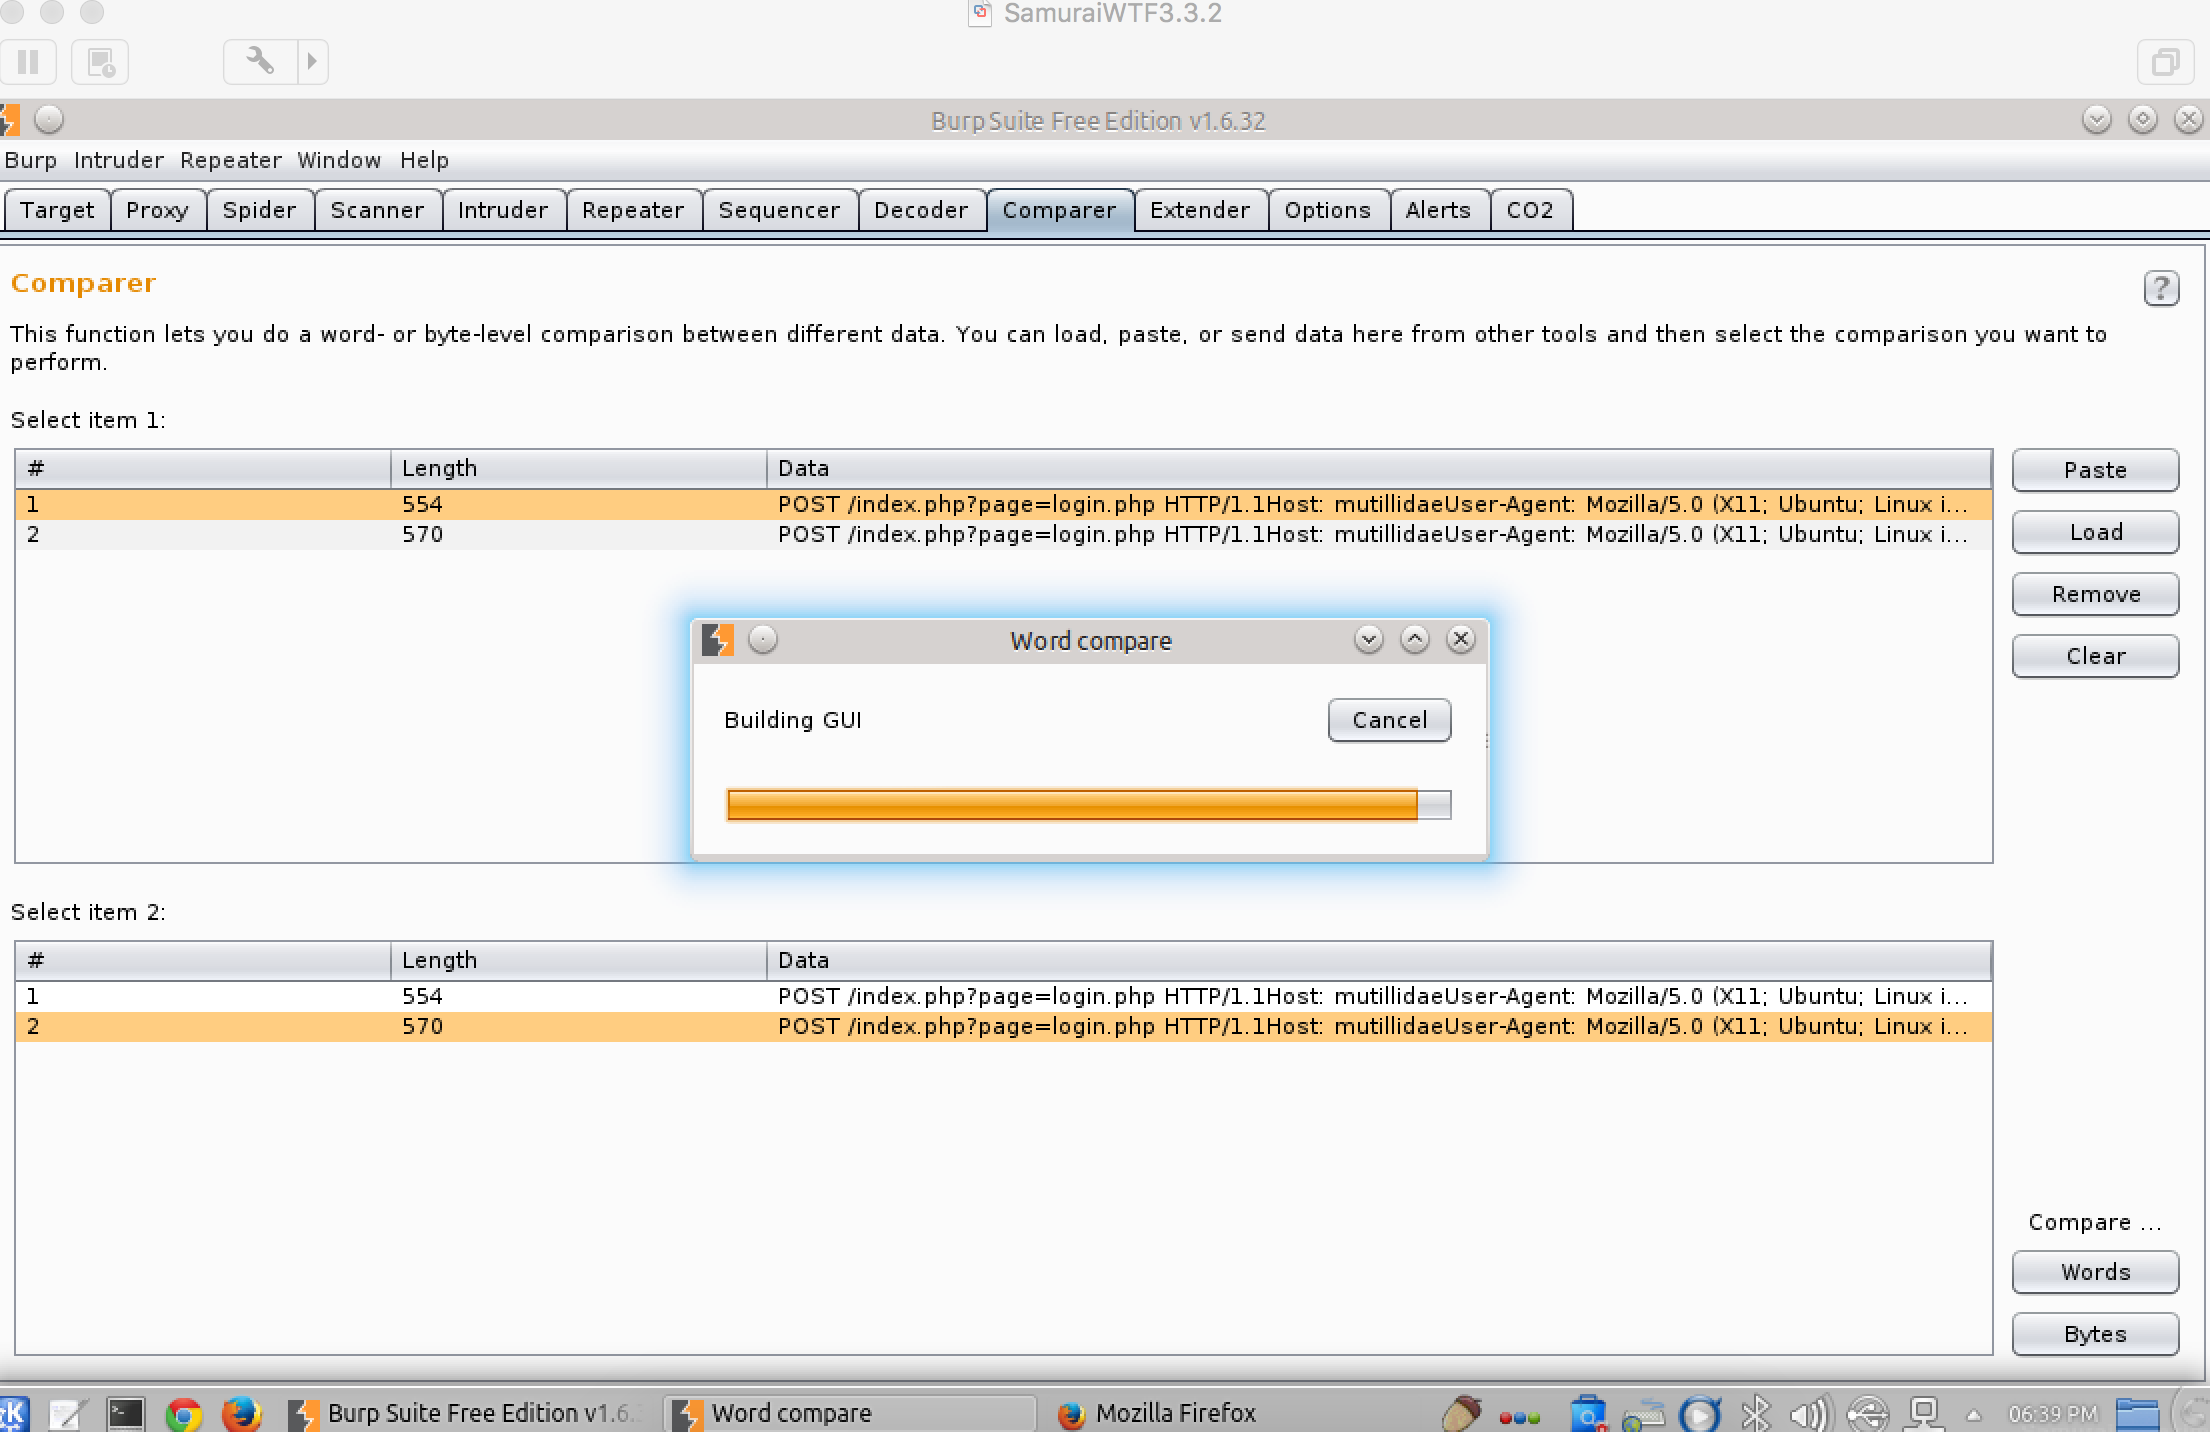 SamuraiWTF3.3.2
Burp Suite Free Edition v1.6.32
Burp Intruder Repeater Window Help
Target Proxy Spider Scanner Intruder Repeater Sequencer Decoder Comparer Extender Options Alerts CO2
Comparer
?
This function lets you do a word- or byte-level comparison between different data. You can load, paste, or send data here from other tools and then select the comparison you want to
perform.
Select item 1:
# Length Data
Paste
1 554 POST /index.php?page=login.php HTTP/1.1Host: mutillidaeUser-Agent: Mozilla/5.0 (X11; Ubuntu; Linux i...
2 570 POST /index.php?page=login.php HTTP/1.1Host: mutillidaeUser-Agent: Mozilla/5.0 (X11; Ubuntu; Linux i...
Load
Remove
Clear
Word compare
Building GUI
Cancel
Select item 2:
# Length Data
1 554 POST /index.php?page=login.php HTTP/1.1Host: mutillidaeUser-Agent: Mozilla/5.0 (X11; Ubuntu; Linux i...
2 570 POST /index.php?page=login.php HTTP/1.1Host: mutillidaeUser-Agent: Mozilla/5.0 (X11; Ubuntu; Linux i...
Compare ...
Words
Bytes
Burp Suite Free Edition v1.6. Word compare Mozilla Firefox 06:39 PM